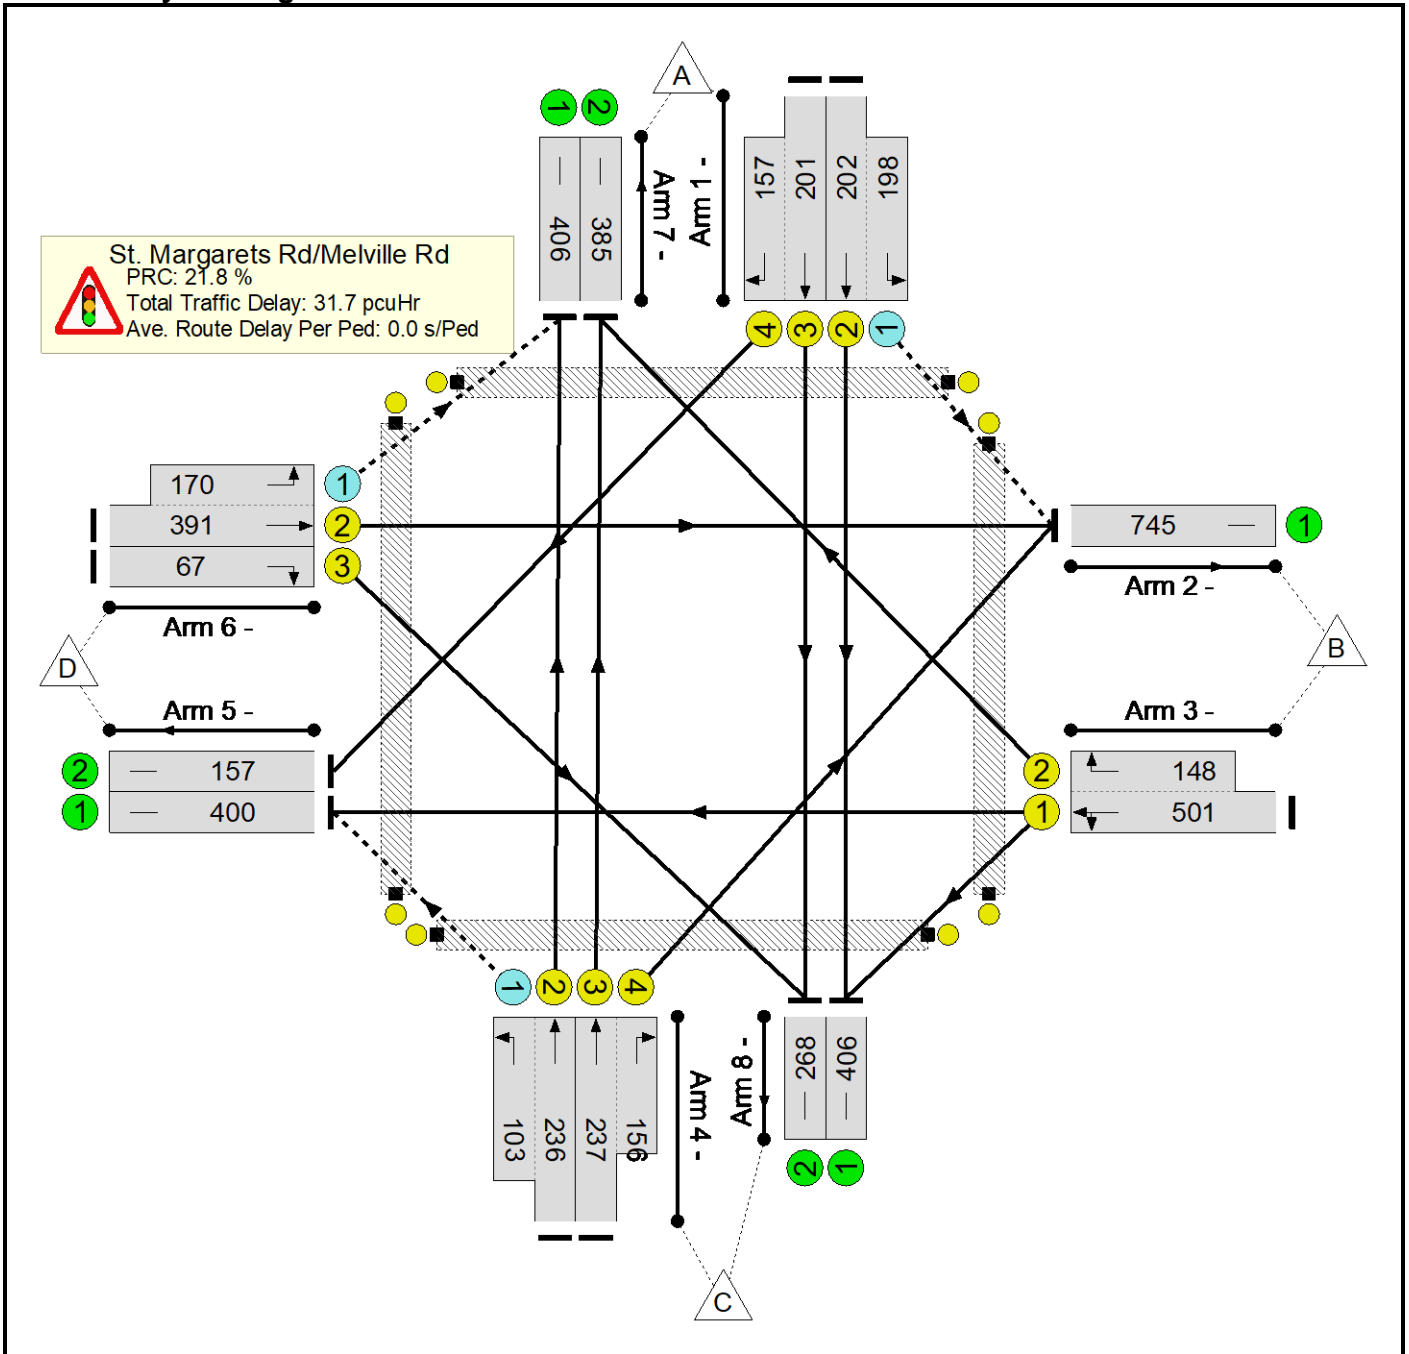 A
1
2
406
385
Arm 7 -
Arm 1 -
157
201
202
198
4
3
2
1
St. Margarets Rd/Melville Rd
PRC: 21.8 %
Total Traffic Delay: 31.7 pcuHr
Ave. Route Delay Per Ped: 0.0 s/Ped
170
1
391
2
67
3
Arm 6 -
D
Arm 5 -
2
157
1
400
745
1
Arm 2 -
B
Arm 3 -
2
148
1
501
1
2
3
4
103
236
237
156
Arm 4 -
Arm 8 -
268
406
2
1
C